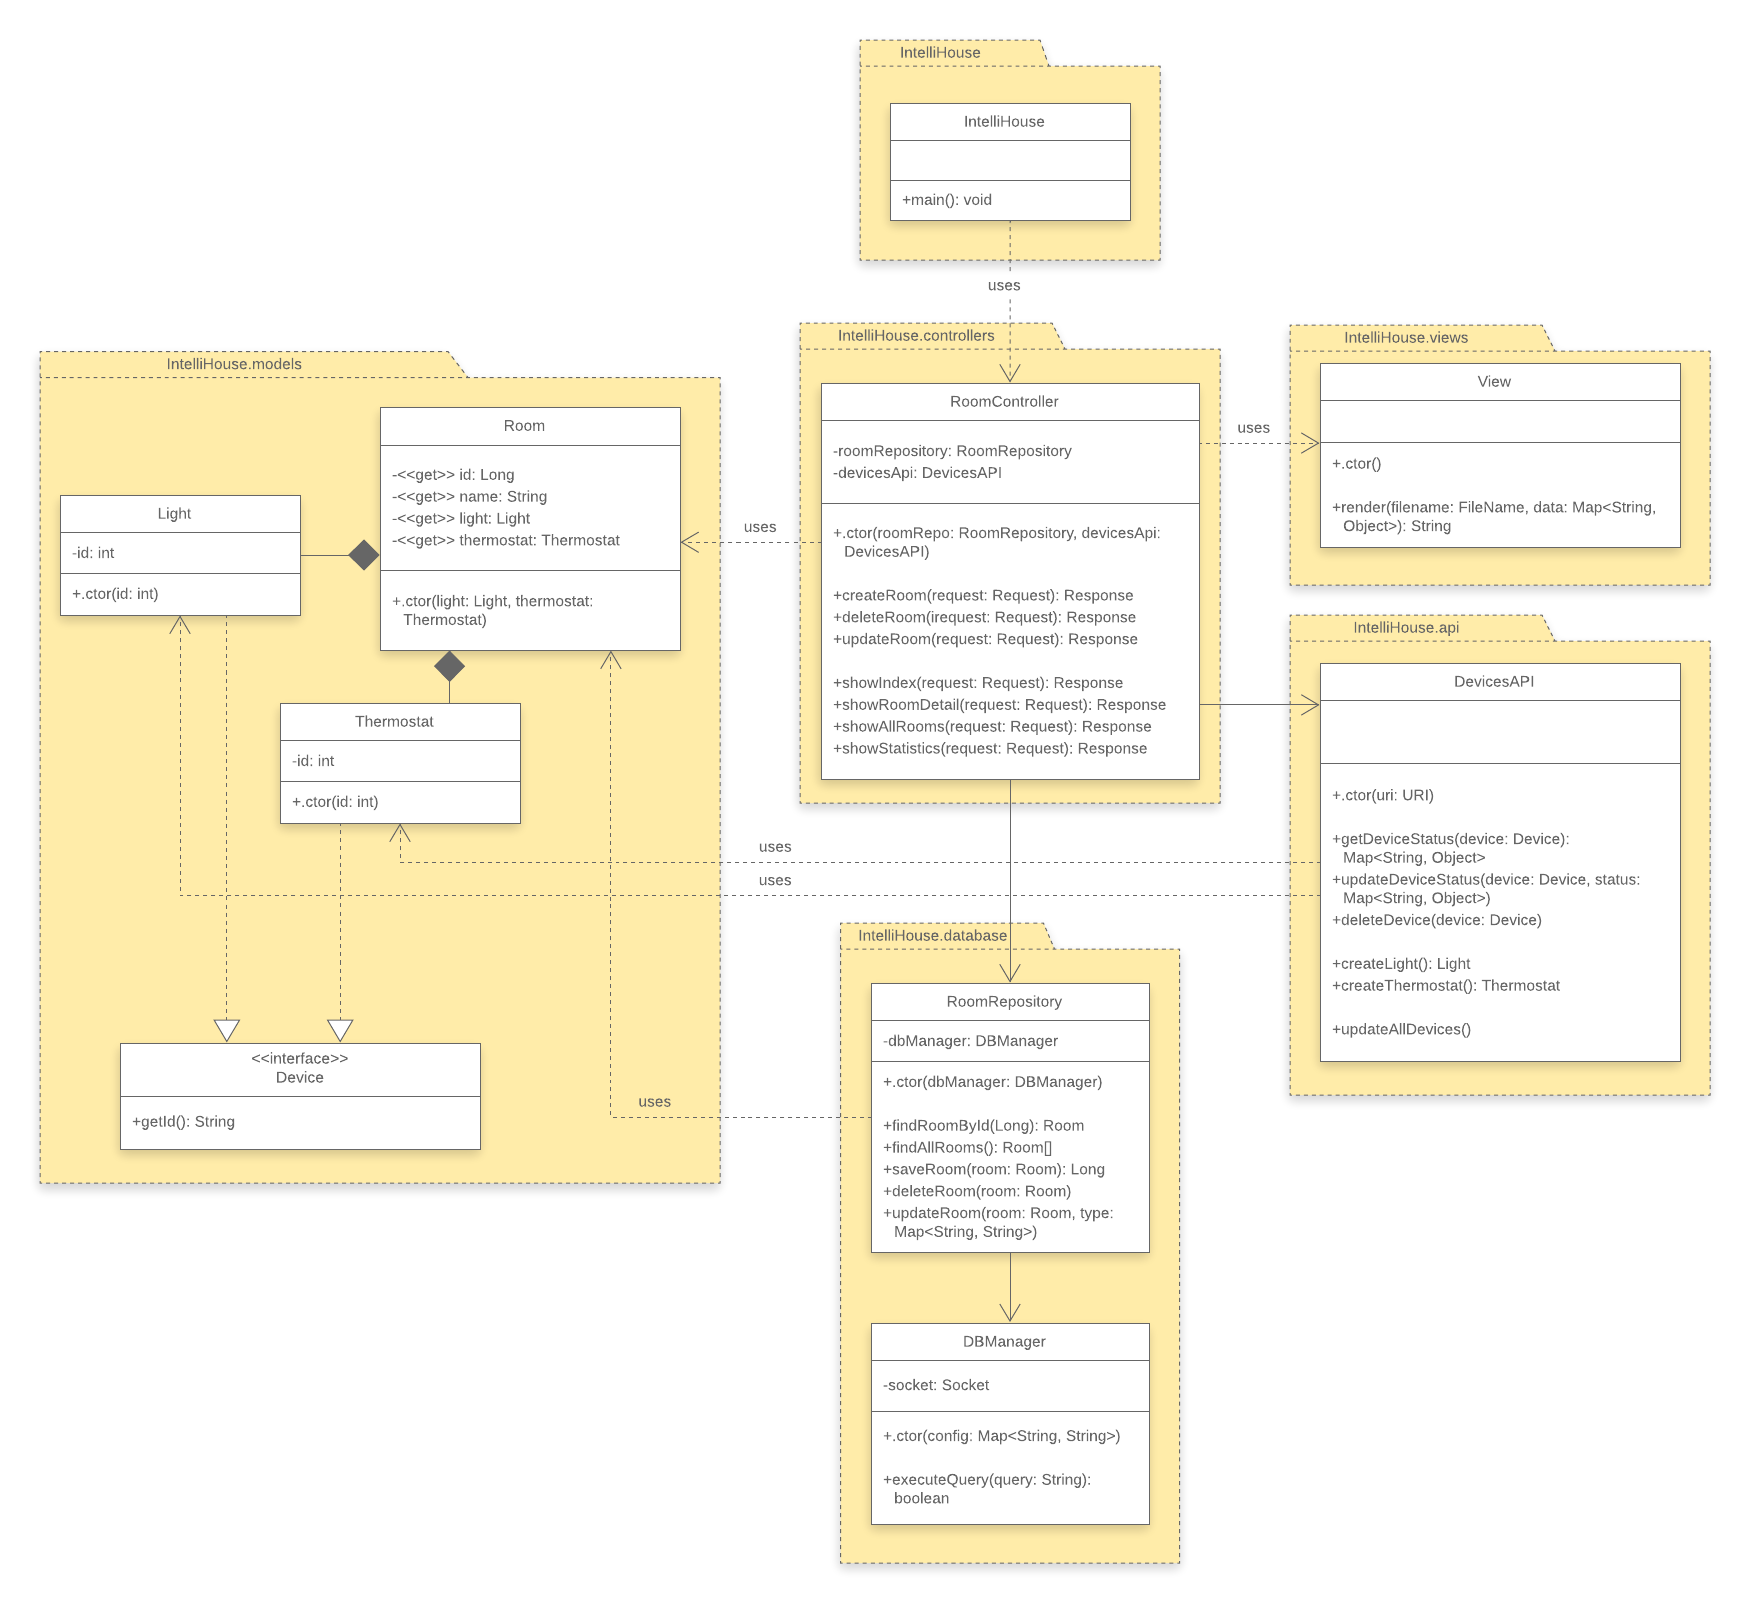 IntelliHouse
IntelliHouse
+main(): void
uses
IntelliHouse.models
Room
-<<get>> id: Long
-<<get>> name: String
-<<get>> light: Light
-<<get>> thermostat: Thermostat
+.ctor(light: Light, thermostat:
Thermostat)
Light
-id: int
+.ctor(id: int)
Thermostat
-id: int
+.ctor(id: int)
<<interface>>
Device
+getId(): String
uses
IntelliHouse.controllers
RoomController
-roomRepository: RoomRepository
-devicesApi: DevicesAPI
+.ctor(roomRepo: RoomRepository, devicesApi:
DevicesAPI)
+createRoom(request: Request): Response
+deleteRoom(irequest: Request): Response
+updateRoom(request: Request): Response
+showIndex(request: Request): Response
+showRoomDetail(request: Request): Response
+showAllRooms(request: Request): Response
+showStatistics(request: Request): Response
uses
IntelliHouse.views
View
+.ctor()
+render(filename: FileName, data: Map<String,
Object>): String
IntelliHouse.api
DevicesAPI
+.ctor(uri: URI)
+getDeviceStatus(device: Device):
Map<String, Object>
+updateDeviceStatus(device: Device, status:
Map<String, Object>)
+deleteDevice(device: Device)
+createLight(): Light
+createThermostat(): Thermostat
+updateAllDevices()
uses
uses
uses
IntelliHouse.database
RoomRepository
-dbManager: DBManager
+.ctor(dbManager: DBManager)
+findRoomById(Long): Room
+findAllRooms(): Room[]
+saveRoom(room: Room): Long
+deleteRoom(room: Room)
+updateRoom(room: Room, type:
Map<String, String>)
DBManager
-socket: Socket
+.ctor(config: Map<String, String>)
+executeQuery(query: String):
boolean